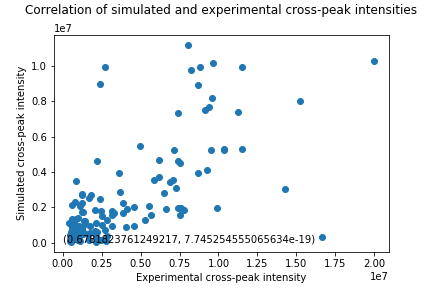 Correlation of simulated and experimental cross-peak intensities
1e7
1.0
0.8
0.6
0.4
0.2
0.0
Simulated cross-peak intensity
0.00
0.25
0.50
0.75
1.00
1.25
1.50
1.75
2.00
Experimental cross-peak intensity
1e7
7.745254555065634e-19)